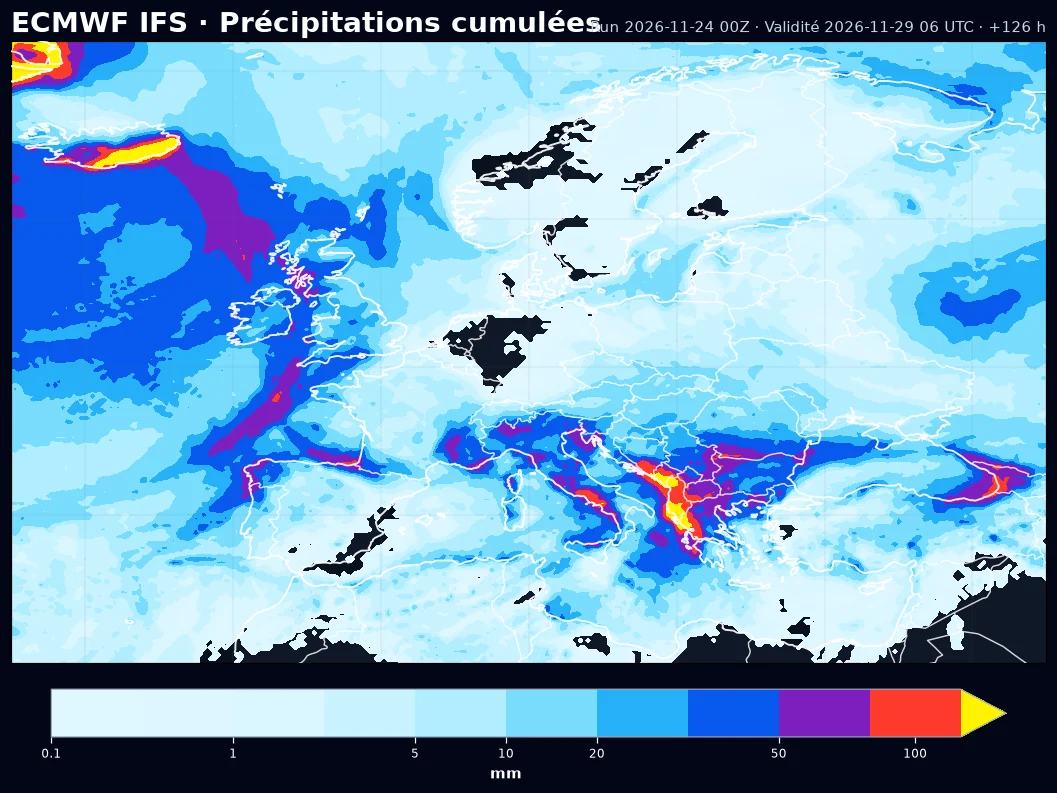 ECMWF IFS · Précipitations cumulées
Run 2026-11-24 00Z · Validité 2026-11-29 06 UTC · +126 h
0.1 1 5 10 20 50 100
mm